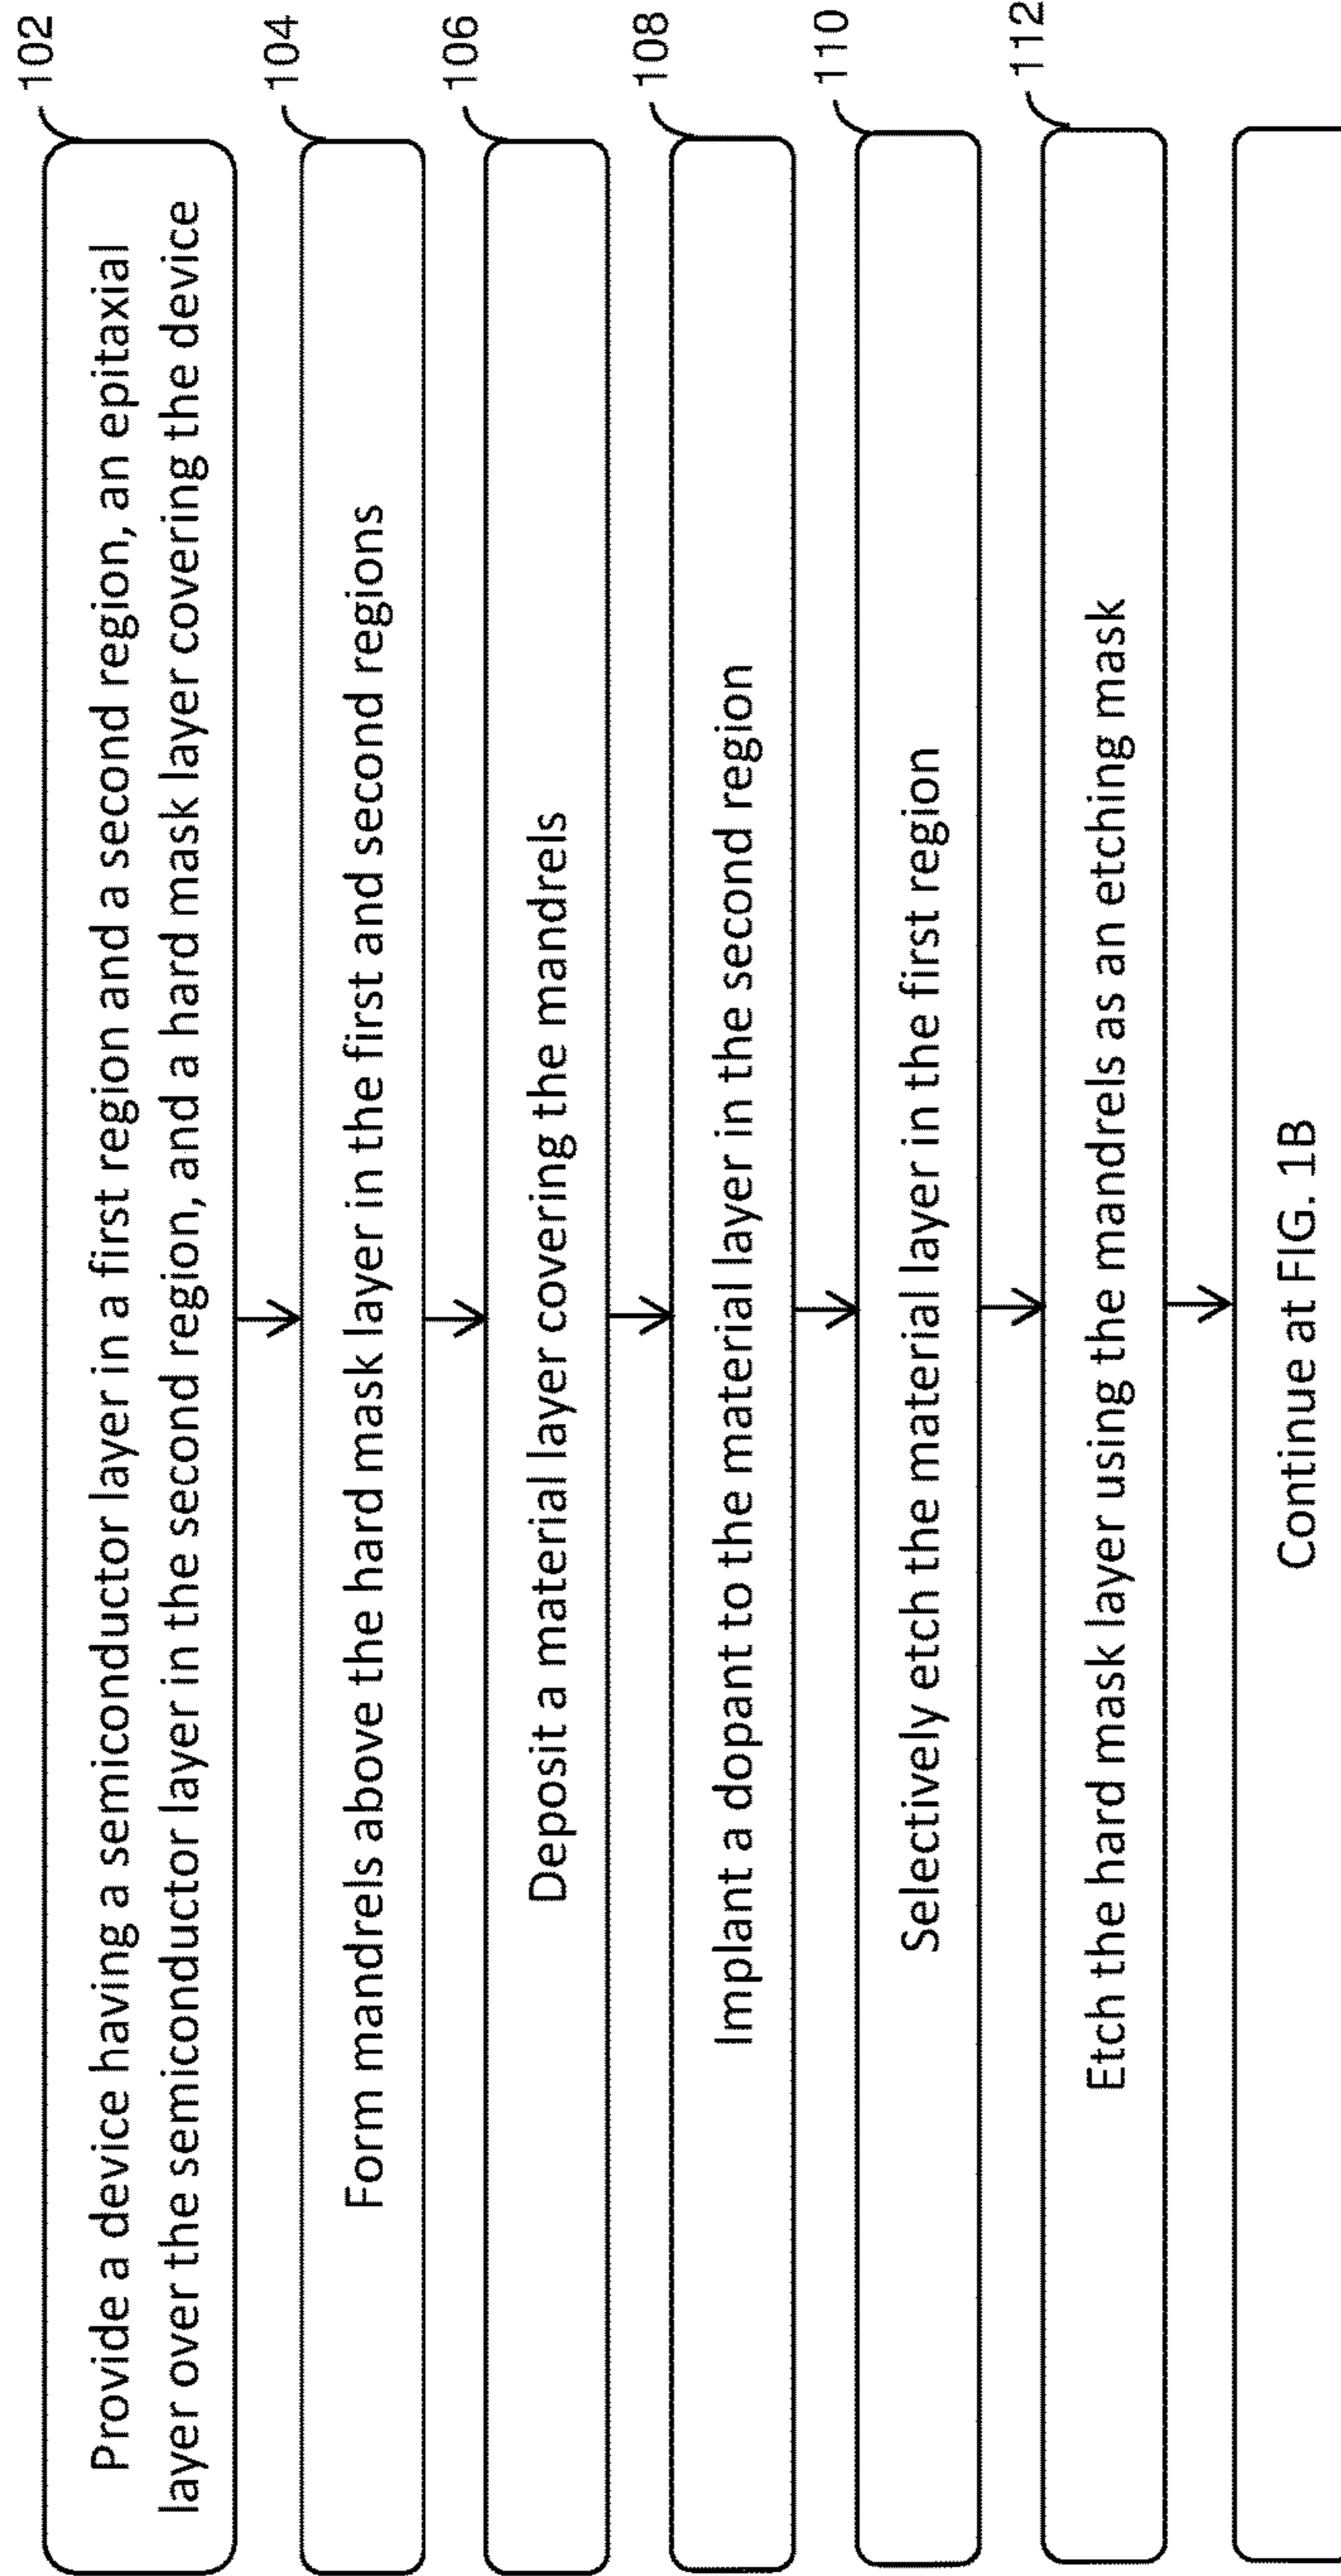 102
Provide a device having a semiconductor layer in a first region and a second region, an epitaxial
layer over the semiconductor layer in the second region, and a hard mask layer covering the device
104
Form mandrels above the hard mask layer in the first and second regions
106
Deposit a material layer covering the mandrels
108
Implant a dopant to the material layer in the second region
110
Selectively etch the material layer in the first region
112
Etch the hard mask layer using the mandrels as an etching mask
Continue at FIG. 1B